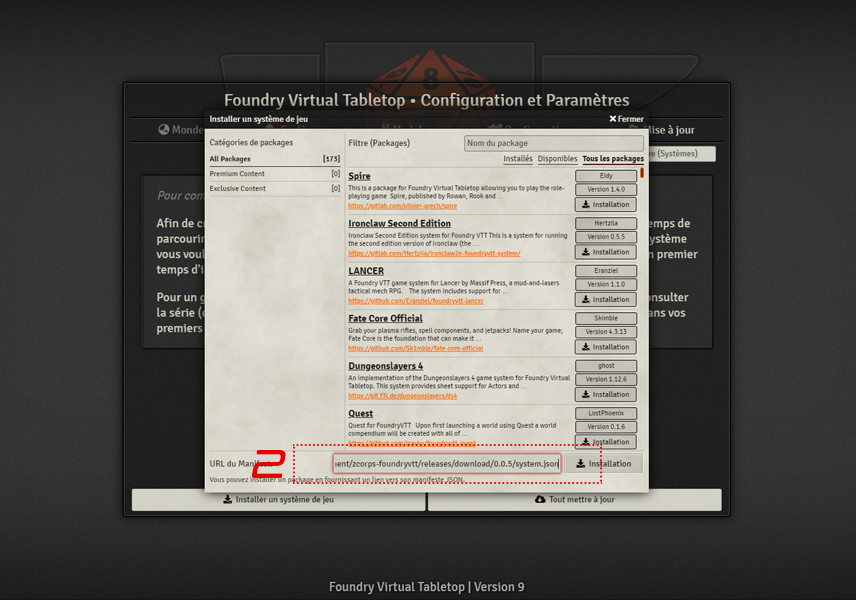 8
Foundry Virtual Tabletop • Configuration et Paramètres
Installer un système de jeu
Fermer
Monde
Mise à jour
re (Systèmes)
Catégories de packages
Filtre (Packages)
Nom du package
All Packages [173]
Premium Content [0]
Exclusive Content [0]
Installés Disponibles Tous les packages
Spire
This is a package for Foundry Virtual Tabletop allowing you to play the role-
playing game Spire, published by Rowan, Rook and ...
https://gitlab.com/olivier-grech/spire
Eldy
Version 1.4.0
Installation
Ironclaw Second Edition
Ironclaw Second Edition system for Foundry VTT This is a system for running
the second edition version of Ironclaw (the ...
https://gitlab.com/Hertzila/ironclaw2e-foundryvtt-system/
Hertzila
Version 0.5.5
Installation
LANCER
A Foundry VTT game system for Lancer by Massif Press, a mud-and-lasers
tactical mech RPG. The system includes support for ...
https://github.com/Eranziel/foundryvtt-lancer
Eranziel
Version 1.1.0
Installation
Fate Core Official
Grab your plasma rifles, spell components, and jetpacks! Name your game;
Fate Core is the foundation that can make it ...
https://github.com/Sk1mble/fate-core-official
Skimble
Version 4.3.13
Installation
Dungeonslayers 4
An implementation of the Dungeonslayers 4 game system for Foundry Virtual
Tabletop. This system provides sheet support for Actors and ...
https://git.f3l.de/dungeonslayers/ds4
ghost
Version 1.12.6
Installation
Quest
Quest for FoundryVTT Upon first launching a world using Quest a world
compendium will be created with all of ...
LostPhoenix
Version 0.1.6
Installation
Pour com
Afin de cr
parcourir
vous voul
temps d'i
Pour un g
la série (
premiers
emps de
ystème
n premier
onsulter
ans vos
URL du Manifeste
2
ent/zcorps-foundryvtt/releases/download/0.0.5/system.json
Installation
Vous pouvez installer un package en fournissant un lien vers son manifeste JSON.
Installer un système de jeu
Tout mettre à jour
Foundry Virtual Tabletop | Version 9